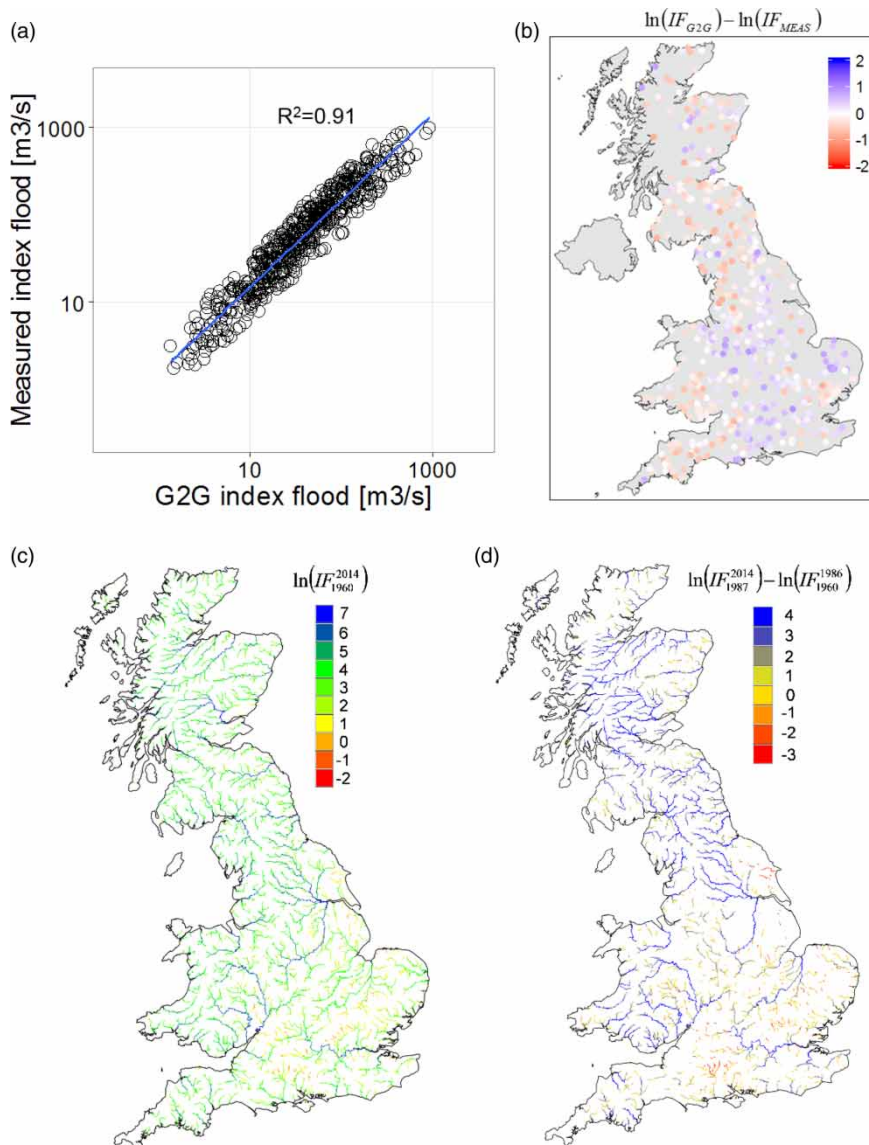 (a)
R²=0.91
Measured index flood [m3/s]
1000
10
10
1000
G2G index flood [m3/s]
(b)
ln(IF_G2G) − ln(IF_MEAS)
2
1
0
-1
-2
(c)
ln(IF_1960^2014)
7
6
5
4
3
2
1
0
-1
-2
(d)
ln(IF_1987^2014) − ln(IF_1960^1986)
4
3
2
1
0
-1
-2
-3